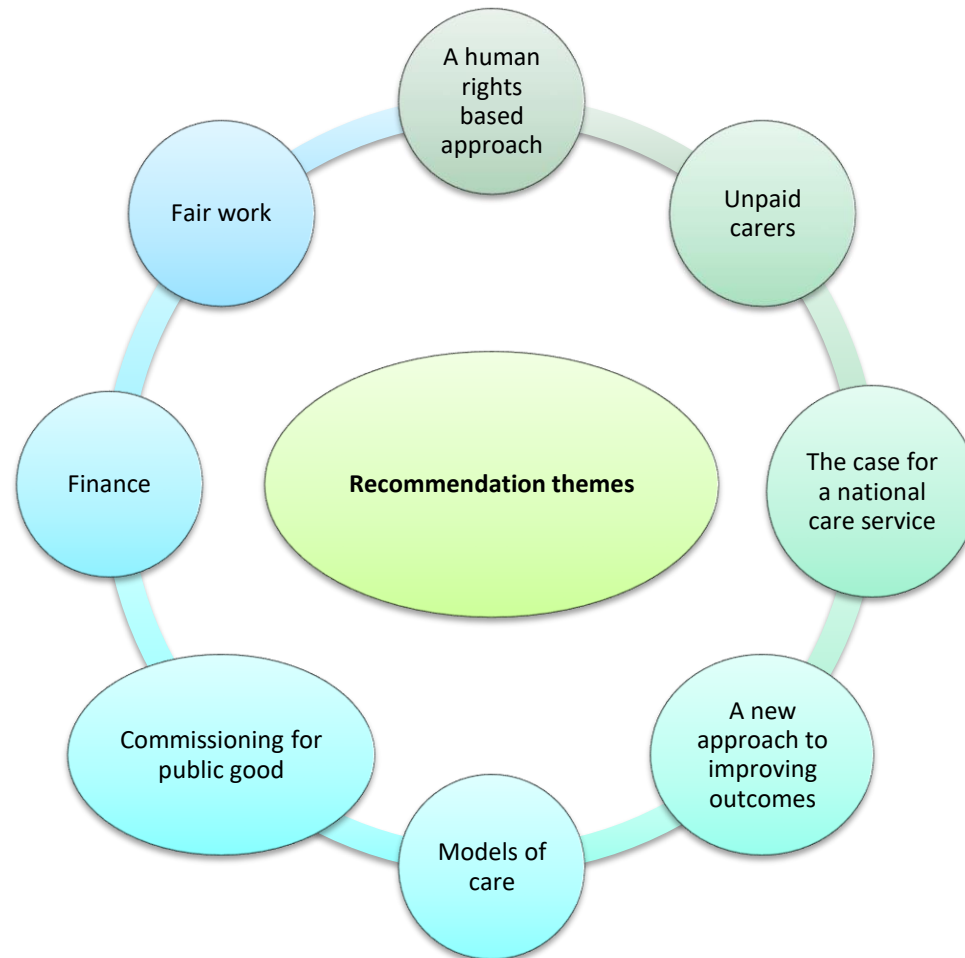 A human
rights
based
approach
Unpaid
carers
The case for
a national
care service
A new
approach to
improving
outcomes
Models of
care
Commissioning for
public good
Finance
Fair work
Recommendation themes